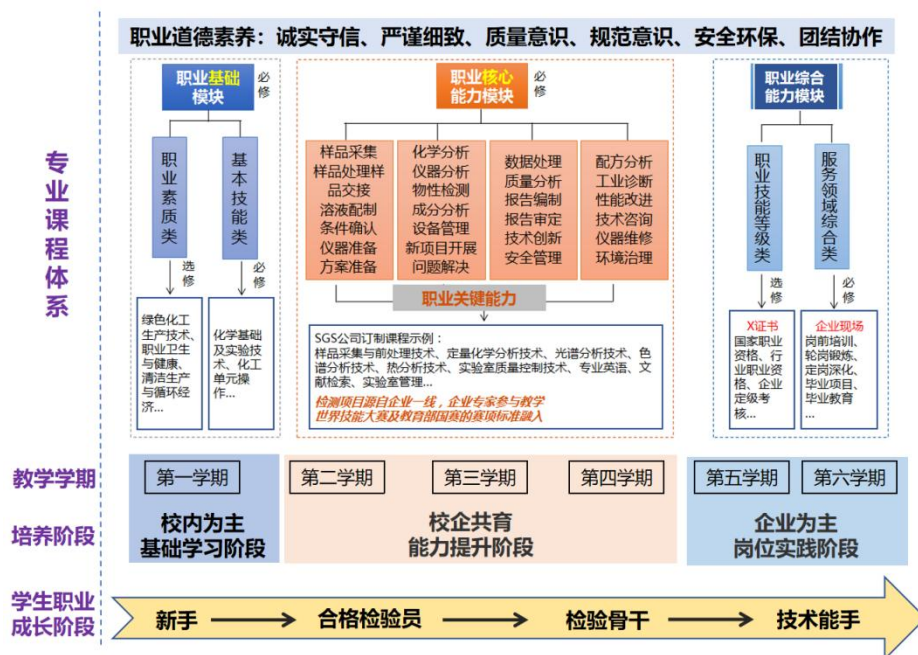 职业道德素养：诚实守信、严谨细致、质量意识、规范意识、安全环保、团结协作
专业课程体系
职业基础
模块
必修
职业素质类
基本技能类
选修
必修
绿色化工
生产技术、
职业卫生
与健康、
清洁生产
与循环经
济...
化学基础
及实验技
术、化工
单元操
作...
职业核心
能力模块
必修
样品采集
样品处理样
品交接
溶液配制
条件确认
仪器准备
方案准备
化学分析
仪器分析
物性检测
成分分析
设备管理
新项目开展
问题解决
数据处理
质量分析
报告编制
报告审定
技术创新
安全管理
配方分析
工业诊断
性能改进
技术咨询
仪器维修
环境治理
职业关键能力
SGS公司订制课程示例：
样品采集与前处理技术、定量化学分析技术、光谱分析技术、色
谱分析技术、热分析技术、实验室质量控制技术、专业英语、文
献检索、实验室管理...
检测项目源自企业一线，企业专家参与教学
世界技能大赛及教育部国赛的赛项标准融入
职业综合
能力模块
必修
职业技能等级类
服务领域综合类
选修
必修
X证书
国家职业
资格、行
业职业资
格、企业
定级考
核...
企业现场
岗前培训、
轮岗锻炼、
定岗深化、
毕业项目、
毕业教育
...
教学学期
第一学期
第二学期
第三学期
第四学期
第五学期
第六学期
培养阶段
校内为主
基础学习阶段
校企共育
能力提升阶段
企业为主
岗位实践阶段
学生职业
成长阶段
新手
合格检验员
检验骨干
技术能手